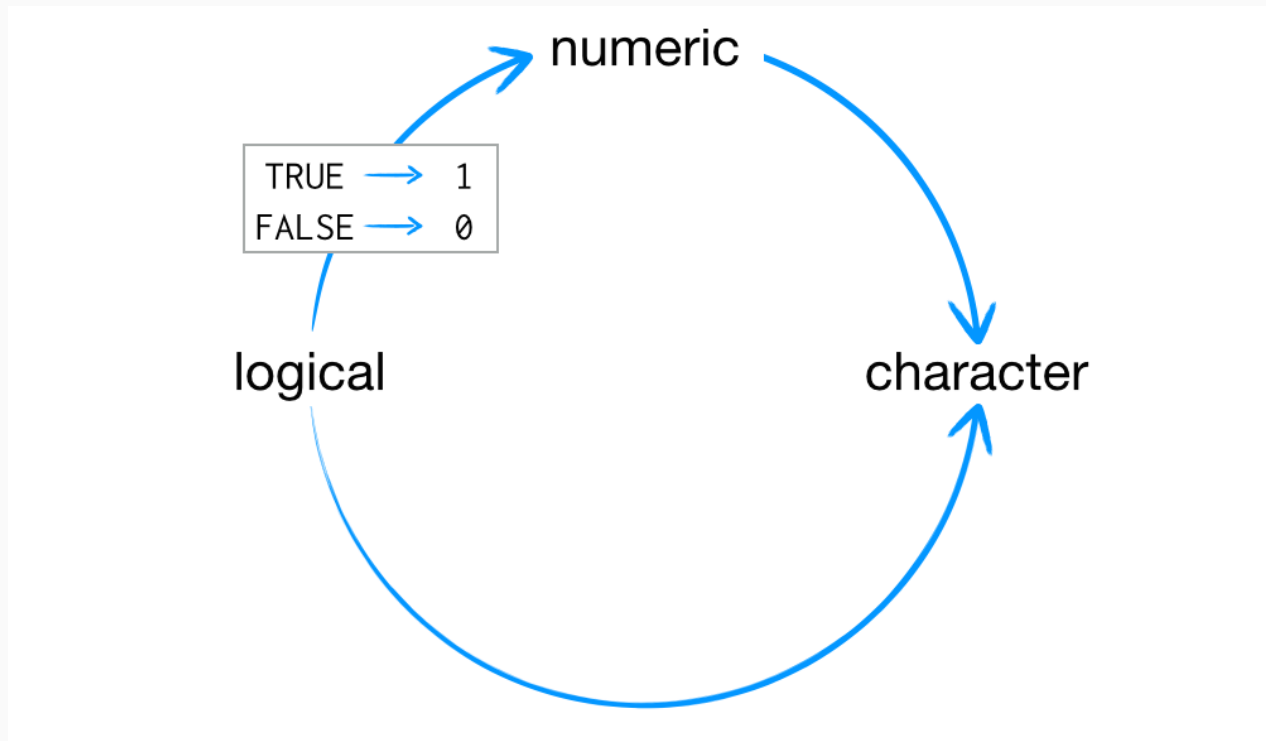 numeric
TRUE → 1
FALSE → 0
logical
character